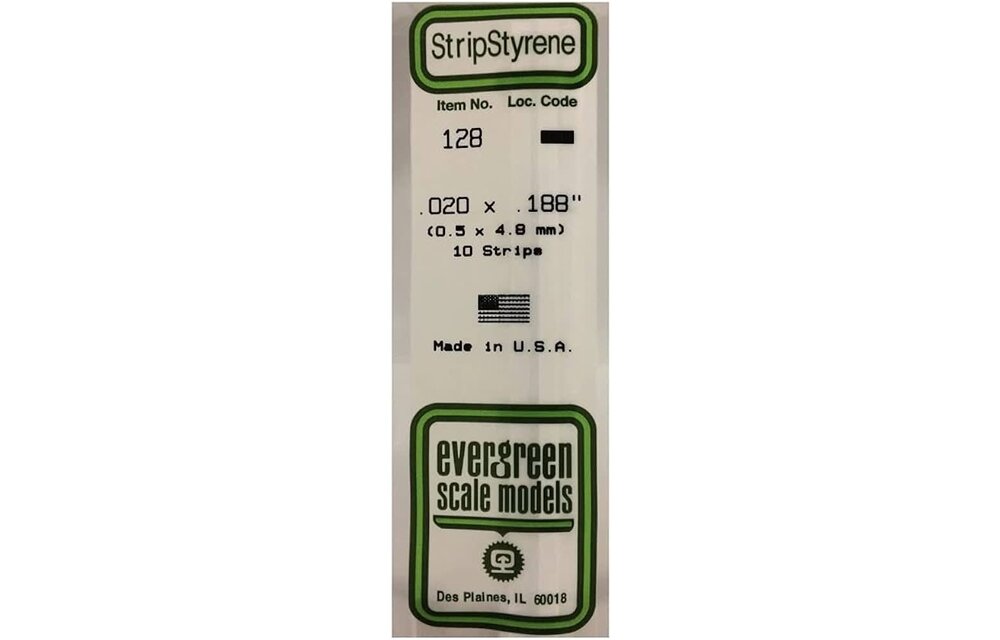 StripStyrene
Item No. Loc. Code
128
.020 x .188"
(0.5 x 4.8 mm)
10 Strips
Made in U.S.A.
evergreen
scale models
Des Plaines, IL 60018